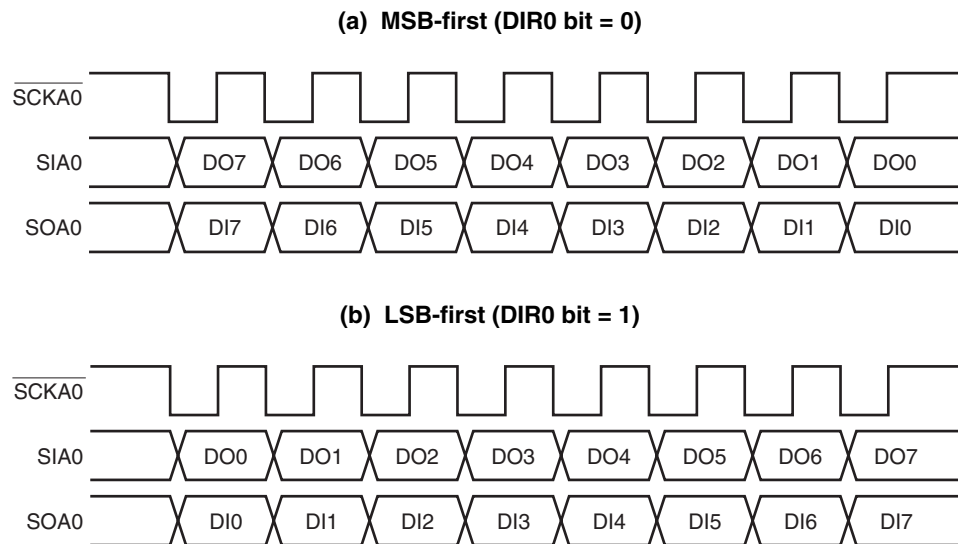 (a) MSB-first (DIR0 bit = 0)
SCKA0
SIA0 DO7 DO6 DO5 DO4 DO3 DO2 DO1 DO0
SOA0 DI7 DI6 DI5 DI4 DI3 DI2 DI1 DI0
(b) LSB-first (DIR0 bit = 1)
SCKA0
SIA0 DO0 DO1 DO2 DO3 DO4 DO5 DO6 DO7
SOA0 DI0 DI1 DI2 DI3 DI4 DI5 DI6 DI7